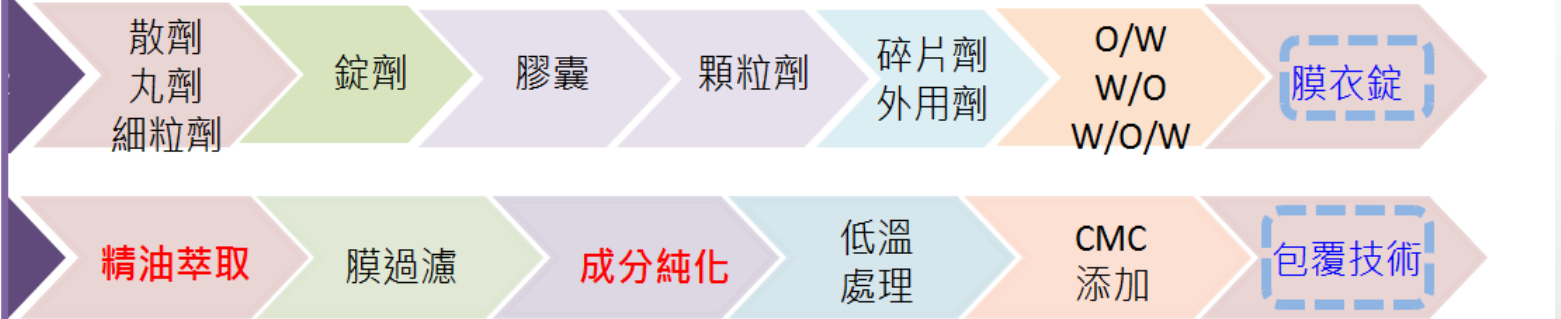 散劑
丸劑
細粒劑
錠劑
膠囊
顆粒劑
碎片劑
外用劑
O/W
W/O
W/O/W
膜衣錠
精油萃取
膜過濾
成分純化
低溫
處理
CMC
添加
包覆技術